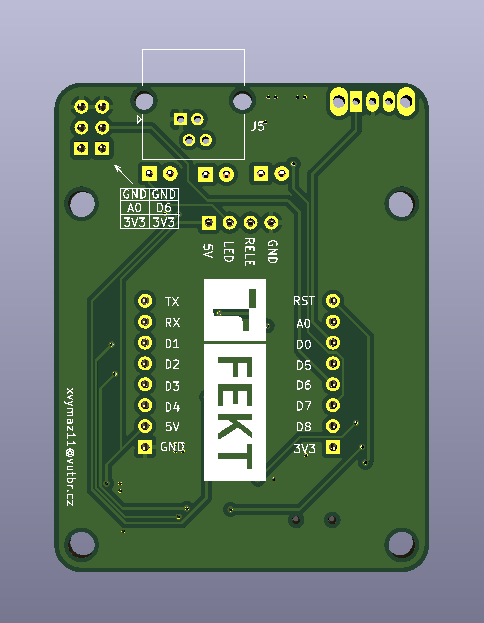 J5
GND GND
A0 D6
3V3 3V3
5V
LED
RELE
GND
TX
RX
D1
D2
D3
D4
5V
GND
T
FEKT
RST
A0
D0
D5
D6
D7
D8
3V3
xvymaz11@vutbr.cz